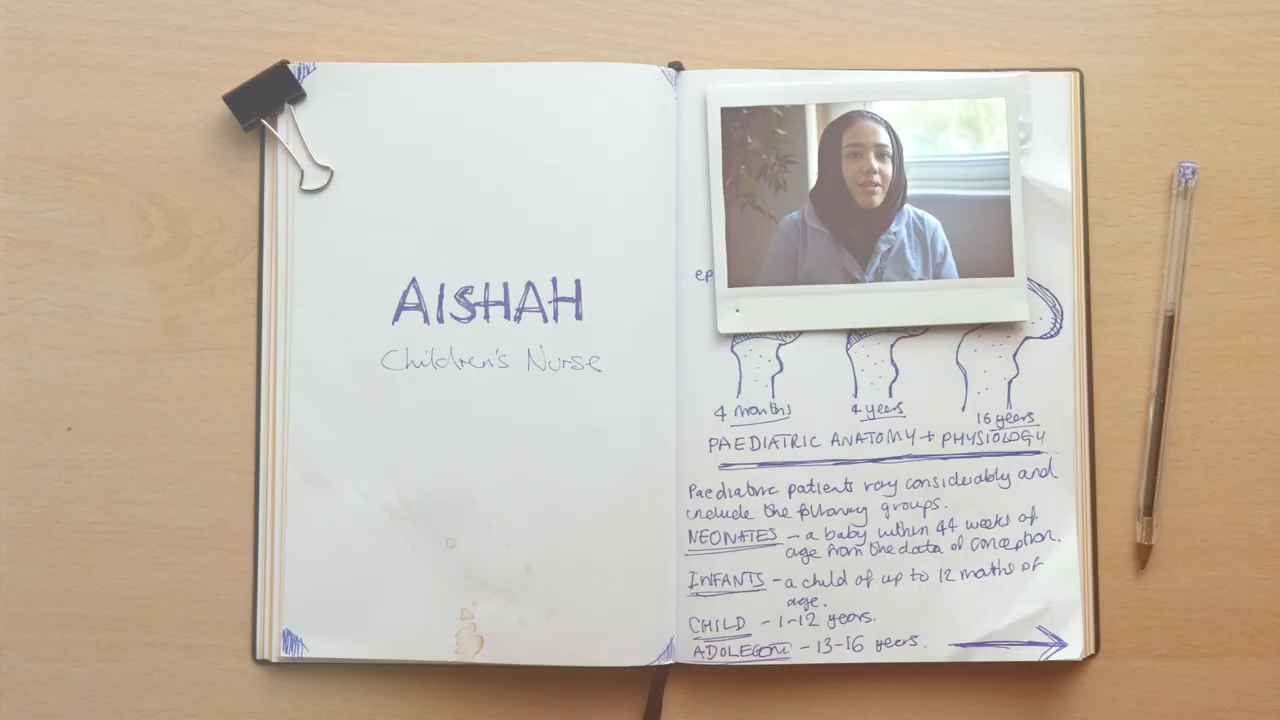 AISHAH
Children's Nurse
ep
4 months
4 years
16 years
PAEDIATRIC ANATOMY + PHYSIOLOGY
Paediatric patients vary considerably and
include the following groups.
NEONATES - a baby within 44 weeks of
age from the data of conception.
INFANTS - a child of up to 12 months of
age.
CHILD - 1-12 years.
- 13-16 years.